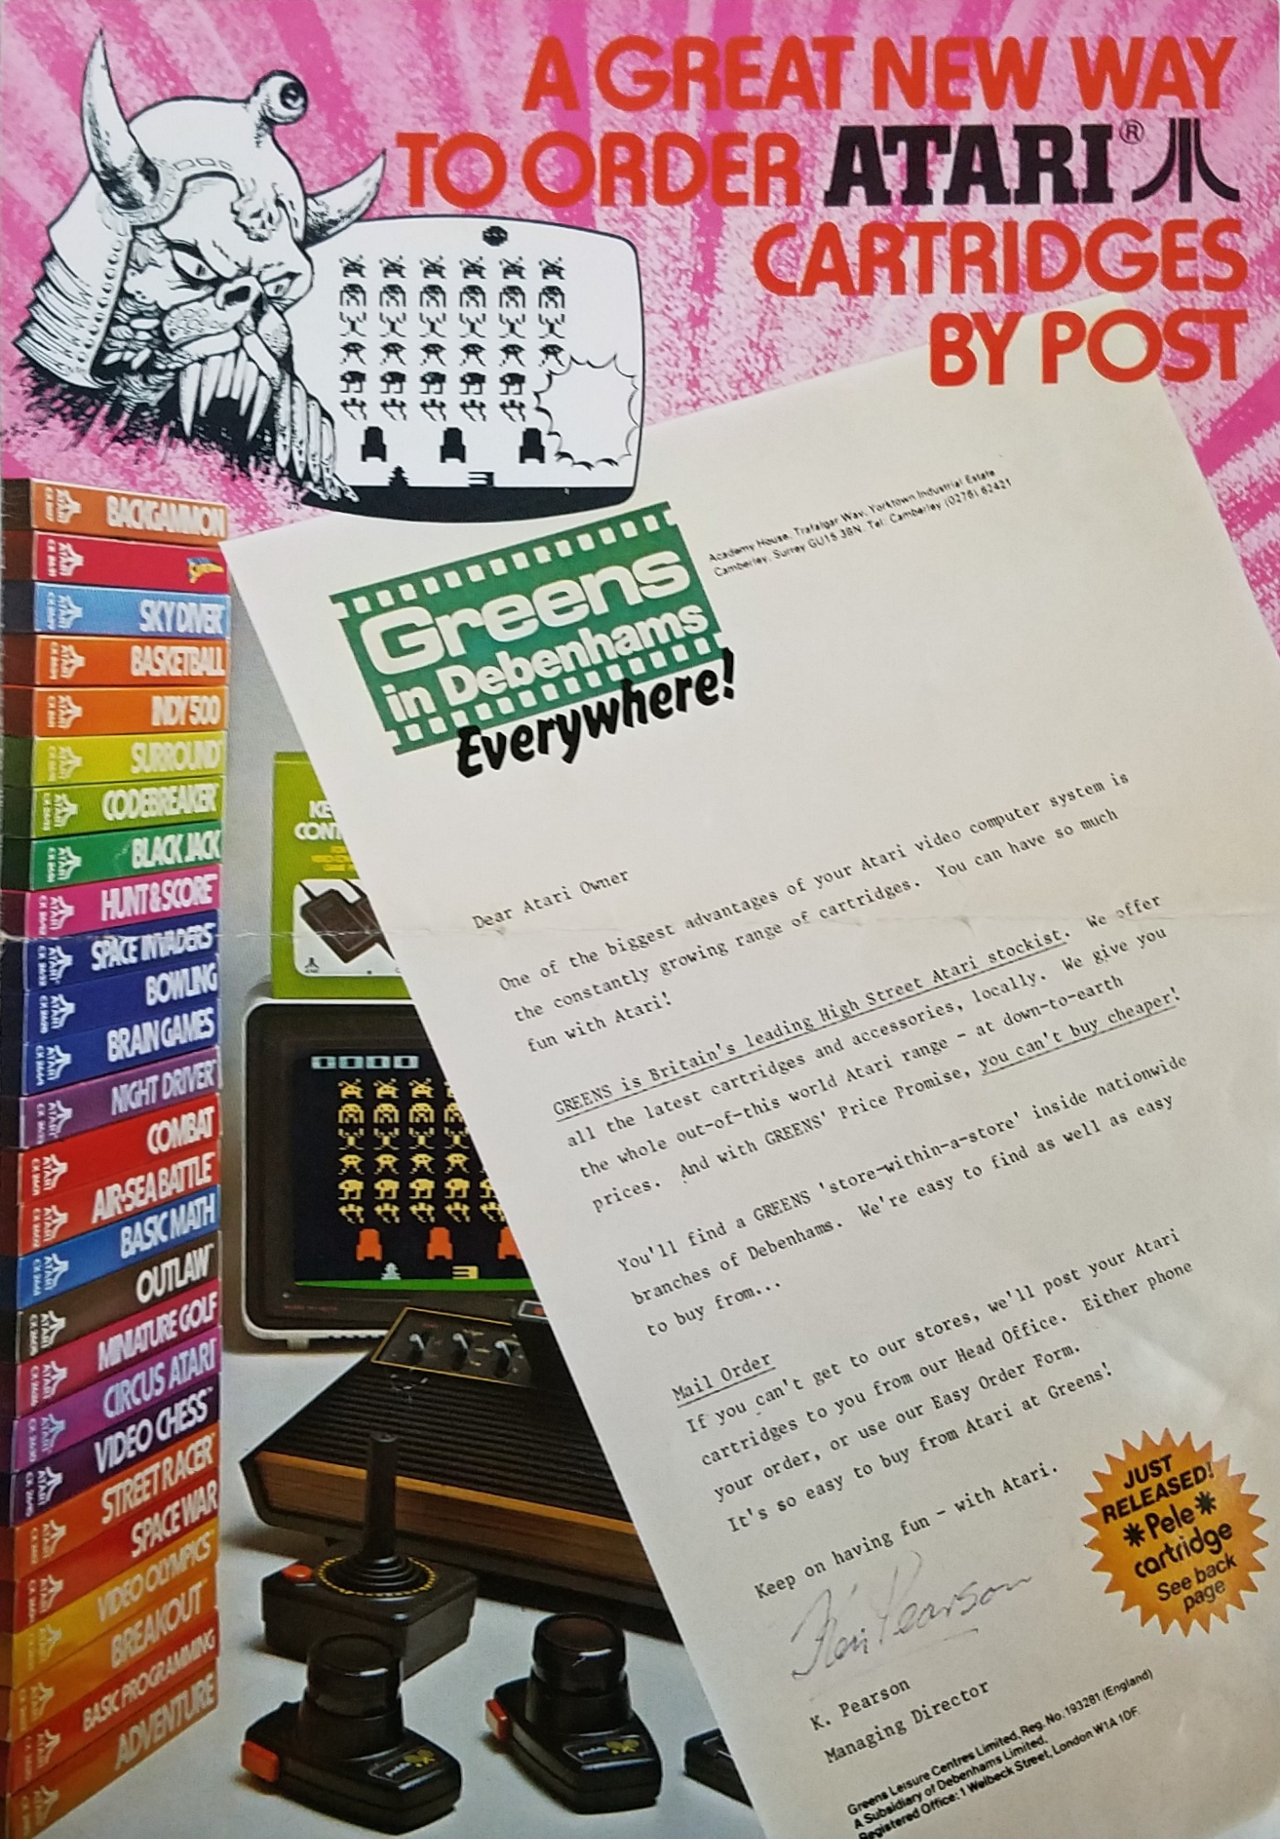 A GREAT NEW WAY
TO ORDER ATARI®
CARTRIDGES
BY POST
Academy House, Trafalgar Way, Yorktown Industrial Estate
Camberley, Surrey GU15 3BN. Tel: Camberley (0276) 62421
Greens
in Debenhams
Everywhere!
Dear Atari Owner
One of the biggest advantages of your Atari video computer system is
the constantly growing range of cartridges. You can have so much
fun with Atari!
GREENS is Britain's leading High Street Atari stockist. We offer
all the latest cartridges and accessories, locally. We give you
the whole out-of-this world Atari range - at down-to-earth
prices. And with GREENS' Price Promise, you can't buy cheaper!
You'll find a GREENS 'store-within-a-store' inside nationwide
branches of Debenhams. We're easy to find as well as easy
to buy from...
Mail Order
If you can't get to our stores, we'll post your Atari
cartridges to you from our Head Office. Either phone
your order, or use our Easy Order Form.
It's so easy to buy from Atari at Greens!
Keep on having fun - with Atari.
Ken Pearson
K. Pearson
Managing Director
Greens Leisure Centres Limited, Reg. No. 193281 (England)
A Subsidiary of Debenhams Limited,
Registered Office: 1 Welbeck Street, London W1A 1DF.
JUST
RELEASED!
*Pele*
cartridge
See back
page
BACKGAMMON
SKY DIVER
BASKETBALL
INDY 500
SURROUND
CODEBREAKER
BLACK JACK
HUNT & SCORE
SPACE INVADERS
BOWLING
BRAIN GAMES
NIGHT DRIVER
COMBAT
AIR-SEA BATTLE
BASIC MATH
OUTLAW
MINIATURE GOLF
CIRCUS ATARI
VIDEO CHESS
STREET RACER
SPACE WAR
VIDEO OLYMPICS
BREAKOUT
BASIC PROGRAMMING
ADVENTURE
KE
CONT